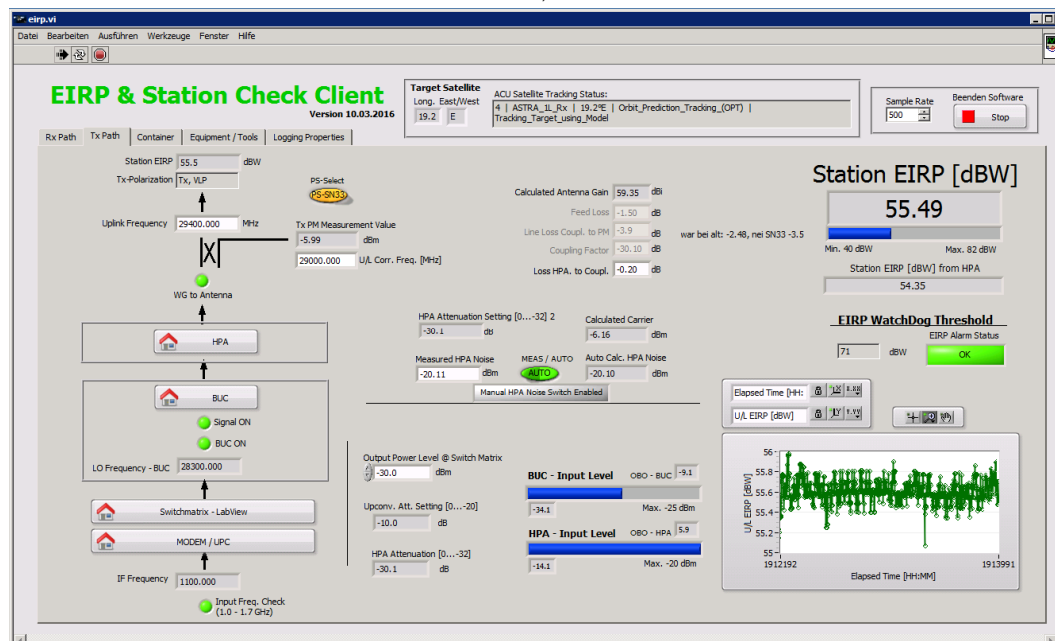 eirp.vi
Datei Bearbeiten Ausführen Werkzeuge Fenster Hilfe
EIRP & Station Check Client
Version 10.03.2016
Target Satellite
Long. East/West
19.2 E
ACU Satellite Tracking Status:
4 | ASTRA_1L_Rx | 19.2ºE | Orbit_Prediction_Tracking_(OPT) |
Tracking_Target_using_Model
Sample Rate
500
Beenden Software
Stop
Rx Path Tx Path Container Equipment / Tools Logging Properties
Station EIRP 55.5 dBW
Tx-Polarization Tx, VLP
PS-Select
PS-SN33
Uplink Frequency 29400.000 MHz
Tx PM Measurement Value
-5.99 dBm
29000.000 U/L Corr. Freq. [MHz]
WG to Antenna
HPA
BUC
Signal ON
BUC ON
LO Frequency - BUC 28300.000
Switchmatrix - LabView
MODEM / UPC
IF Frequency 1100.000
Input Freq. Check
(1.0 - 1.7 GHz)
Calculated Antenna Gain 59.35 dBi
Feed Loss -1.50 dB
Line Loss Coupl. to PM -3.9 dB
war bei alt: -2.48, nei SN33 -3.5
Coupling Factor -30.10 dB
Loss HPA. to Coupl. -0.20 dB
HPA Attenuation Setting [0...-32] 2
-30.1 dB
Calculated Carrier
-6.16 dBm
Measured HPA Noise
-20.11 dBm
MEAS / AUTO
AUTO
Auto Calc. HPA Noise
-20.10 dBm
Manual HPA Noise Switch Enabled
Output Power Level @ Switch Matrix
-30.0 dBm
Upconv. Att. Setting [0...-20]
-10.0 dB
HPA Attenuation [0...-32]
-30.1 dB
BUC - Input Level OBO - BUC -9.1
-34.1 Max. -25 dBm
HPA - Input Level OBO - HPA 5.9
-14.1 Max. -20 dBm
Station EIRP [dBW]
55.49
Min. 40 dBW Max. 82 dBW
Station EIRP [dBW] from HPA
54.35
EIRP WatchDog Threshold
EIRP Alarm Status
71 dBW OK
Elapsed Time [HH:
U/L EIRP [dBW]
U/L EIRP [dBW]
56
55.8
55.6
55.4
55.2
55
1912192 1913991
Elapsed Time [HH:MM]